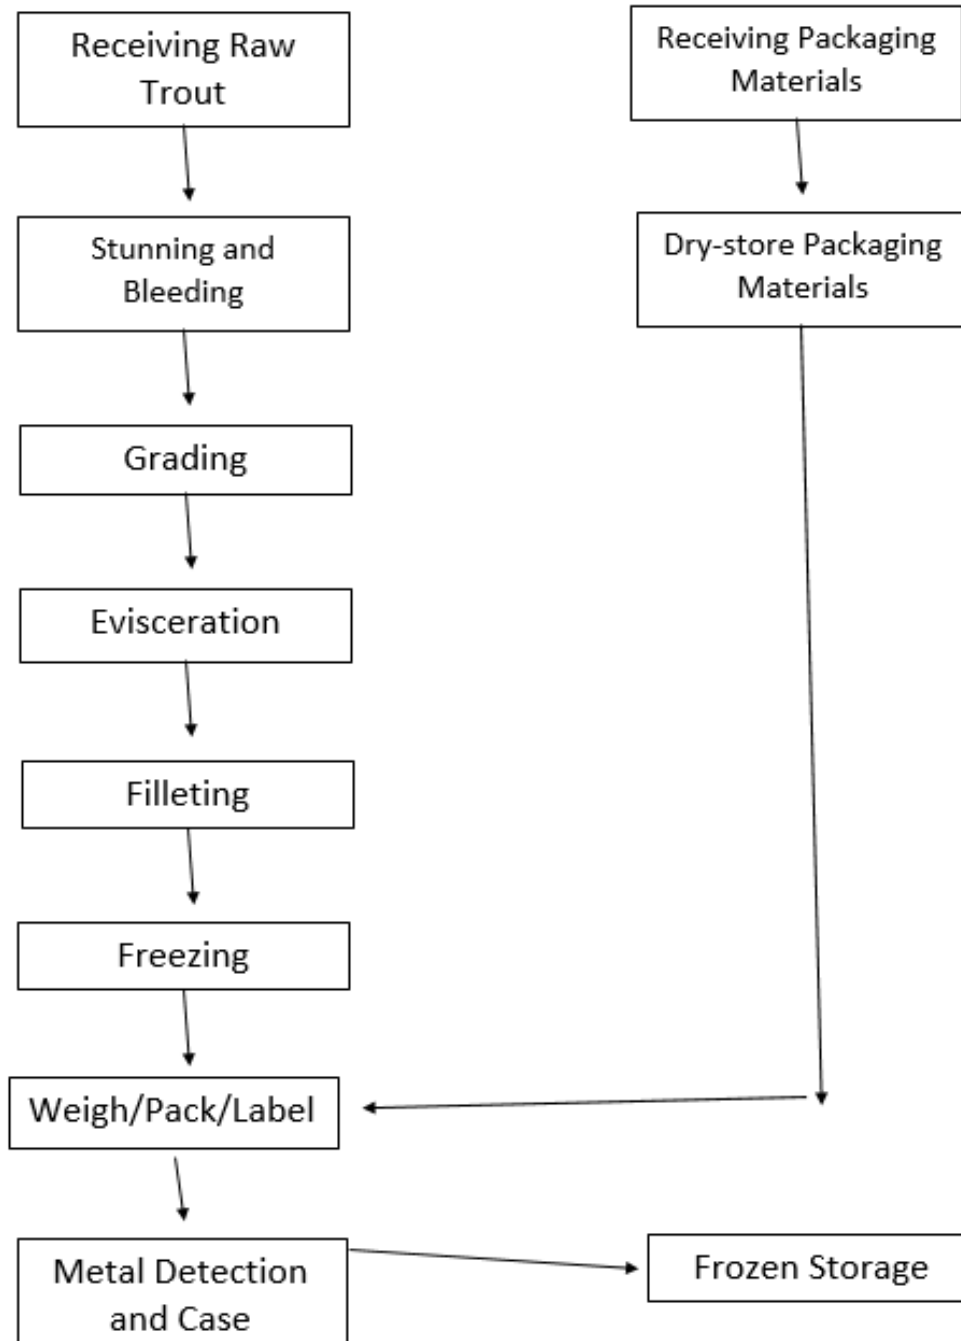 Receiving Raw
Trout
Receiving Packaging
Materials
Stunning and
Bleeding
Dry-store Packaging
Materials
Grading
Evisceration
Filleting
Freezing
Weigh/Pack/Label
Metal Detection
and Case
Frozen Storage